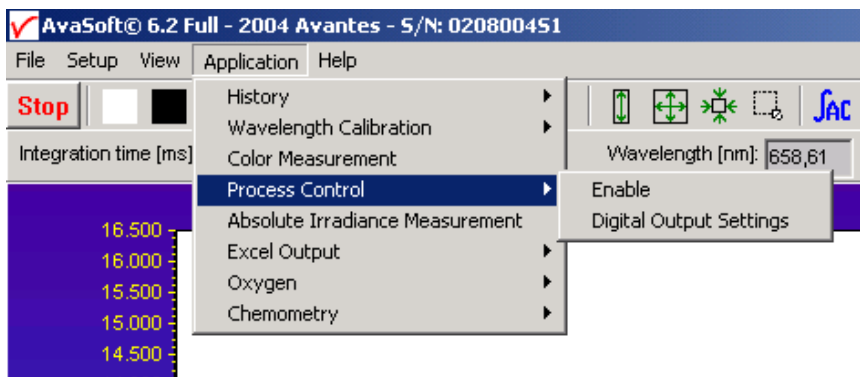 AvaSoft© 6.2 Full - 2004 Avantes - S/N: 0208004S1
File Setup View Application Help
Stop
History
Wavelength Calibration
Integration time [ms]
Color Measurement
Wavelength [nm]: 658,61
Process Control
Enable
Absolute Irradiance Measurement
Digital Output Settings
Excel Output
Oxygen
Chemometry
16.500
16.000
15.500
15.000
14.500
∫AC